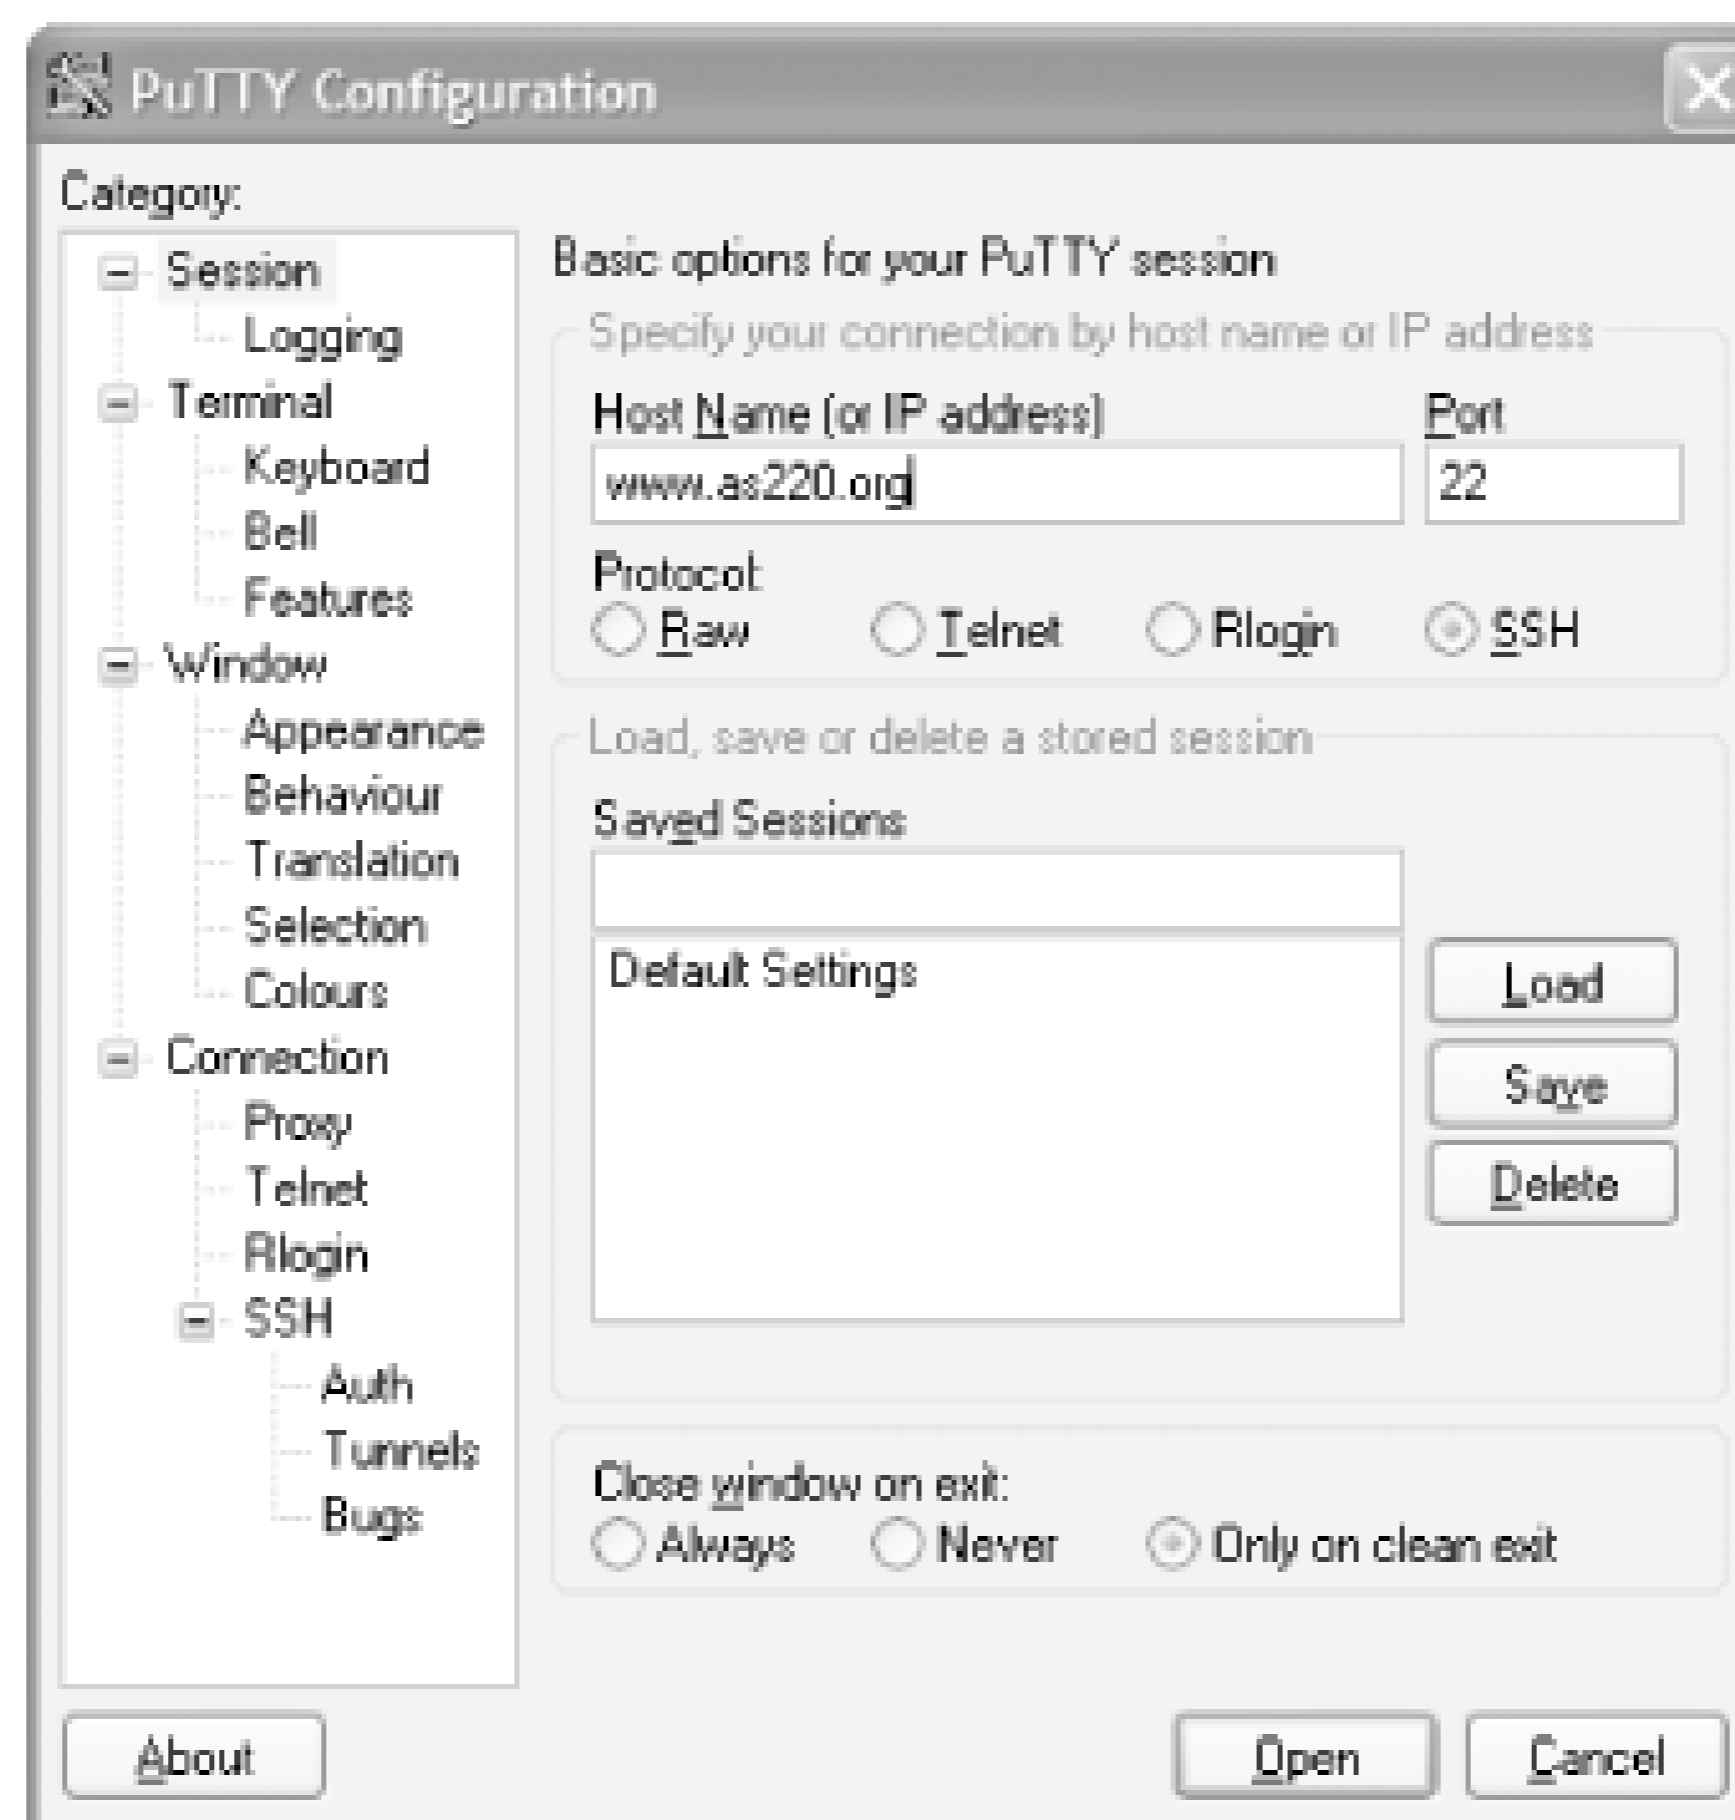 PuTTY Configuration
Category:
Session
Logging
Terminal
Keyboard
Bell
Features
Window
Appearance
Behaviour
Translation
Selection
Colours
Connection
Proxy
Telnet
Rlogin
SSH
Auth
Tunnels
Bugs
Basic options for your PuTTY session
Specify your connection by host name or IP address
Host Name (or IP address) Port
www.as220.org 22
Protocol:
Raw Telnet Rlogin SSH
Load, save or delete a stored session
Saved Sessions
Default Settings
Load
Save
Delete
Close window on exit:
Always Never Only on clean exit
About Open Cancel